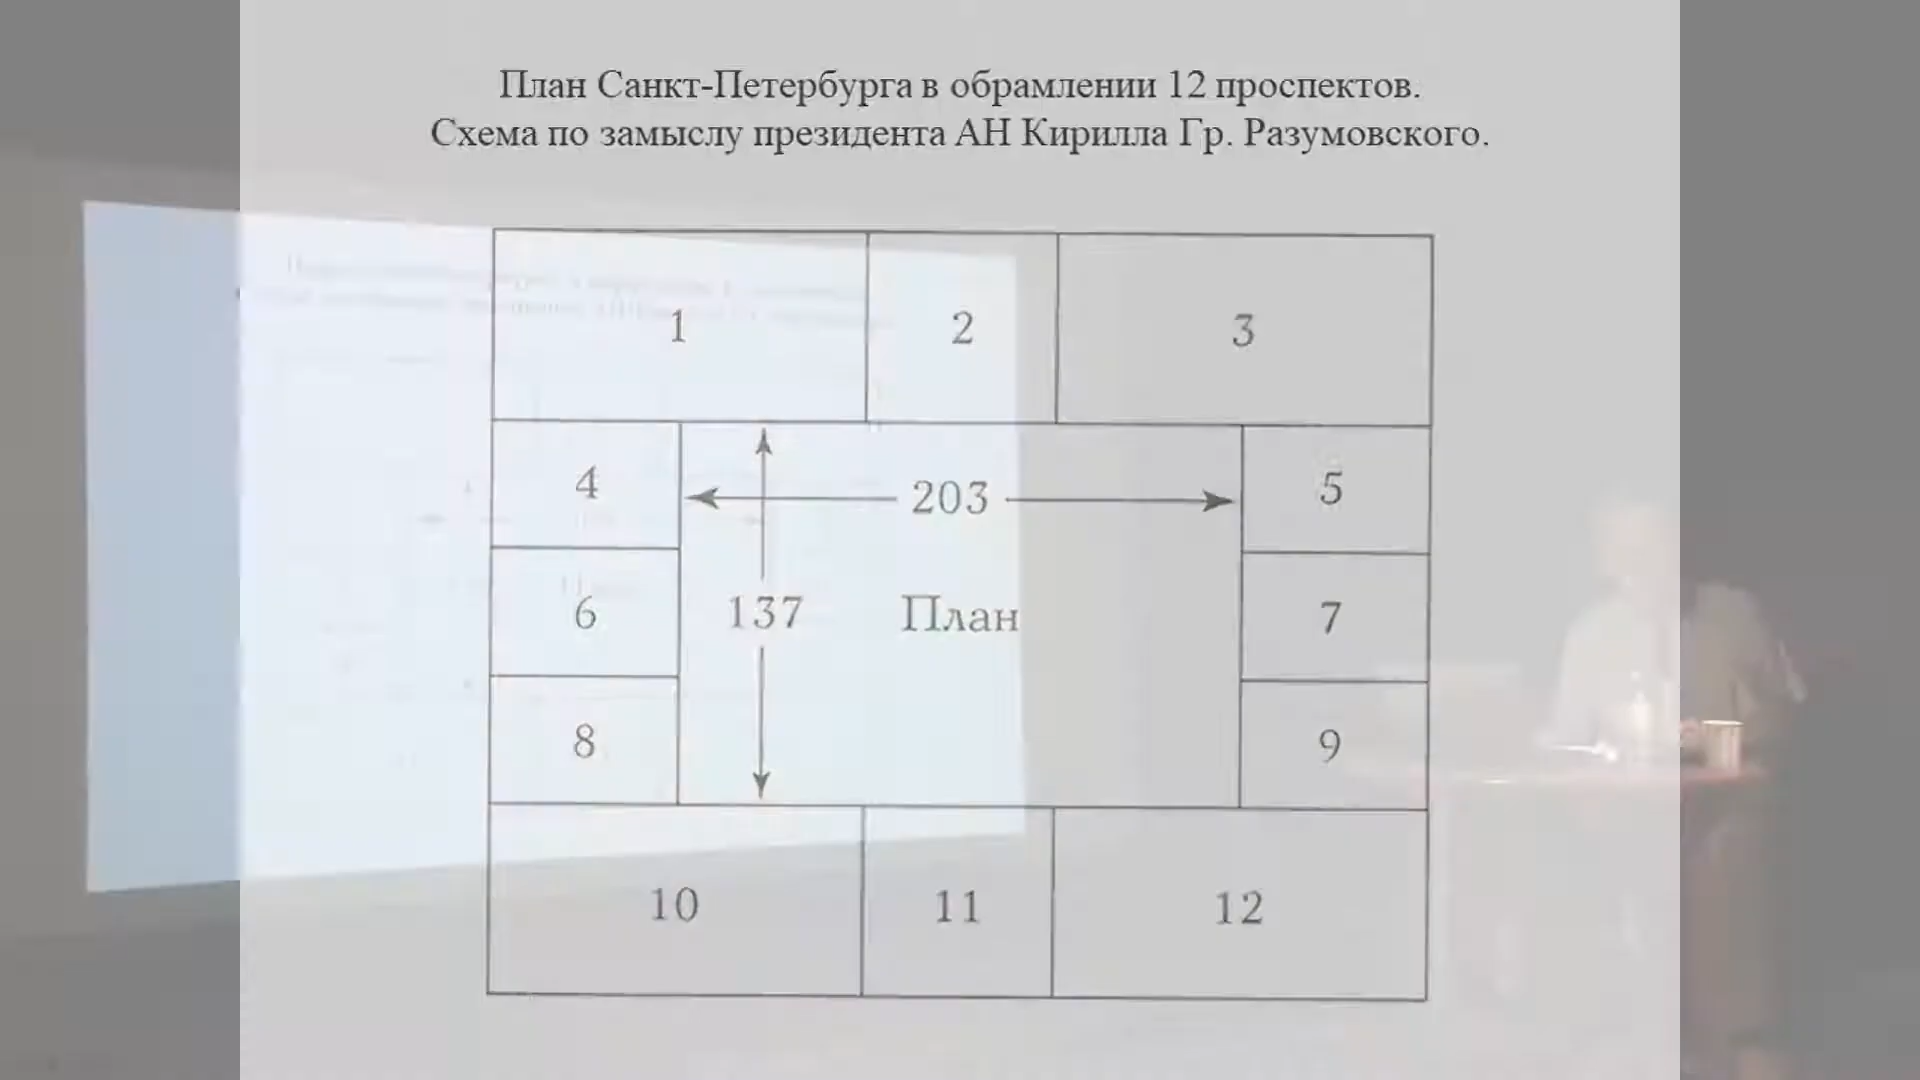 План Санкт-Петербурга в обрамлении 12 проспектов.
Схема по замыслу президента АН Кирилла Гр. Разумовского.
1 2 3
4 203 5
6 137 План 7
8 9
10 11 12